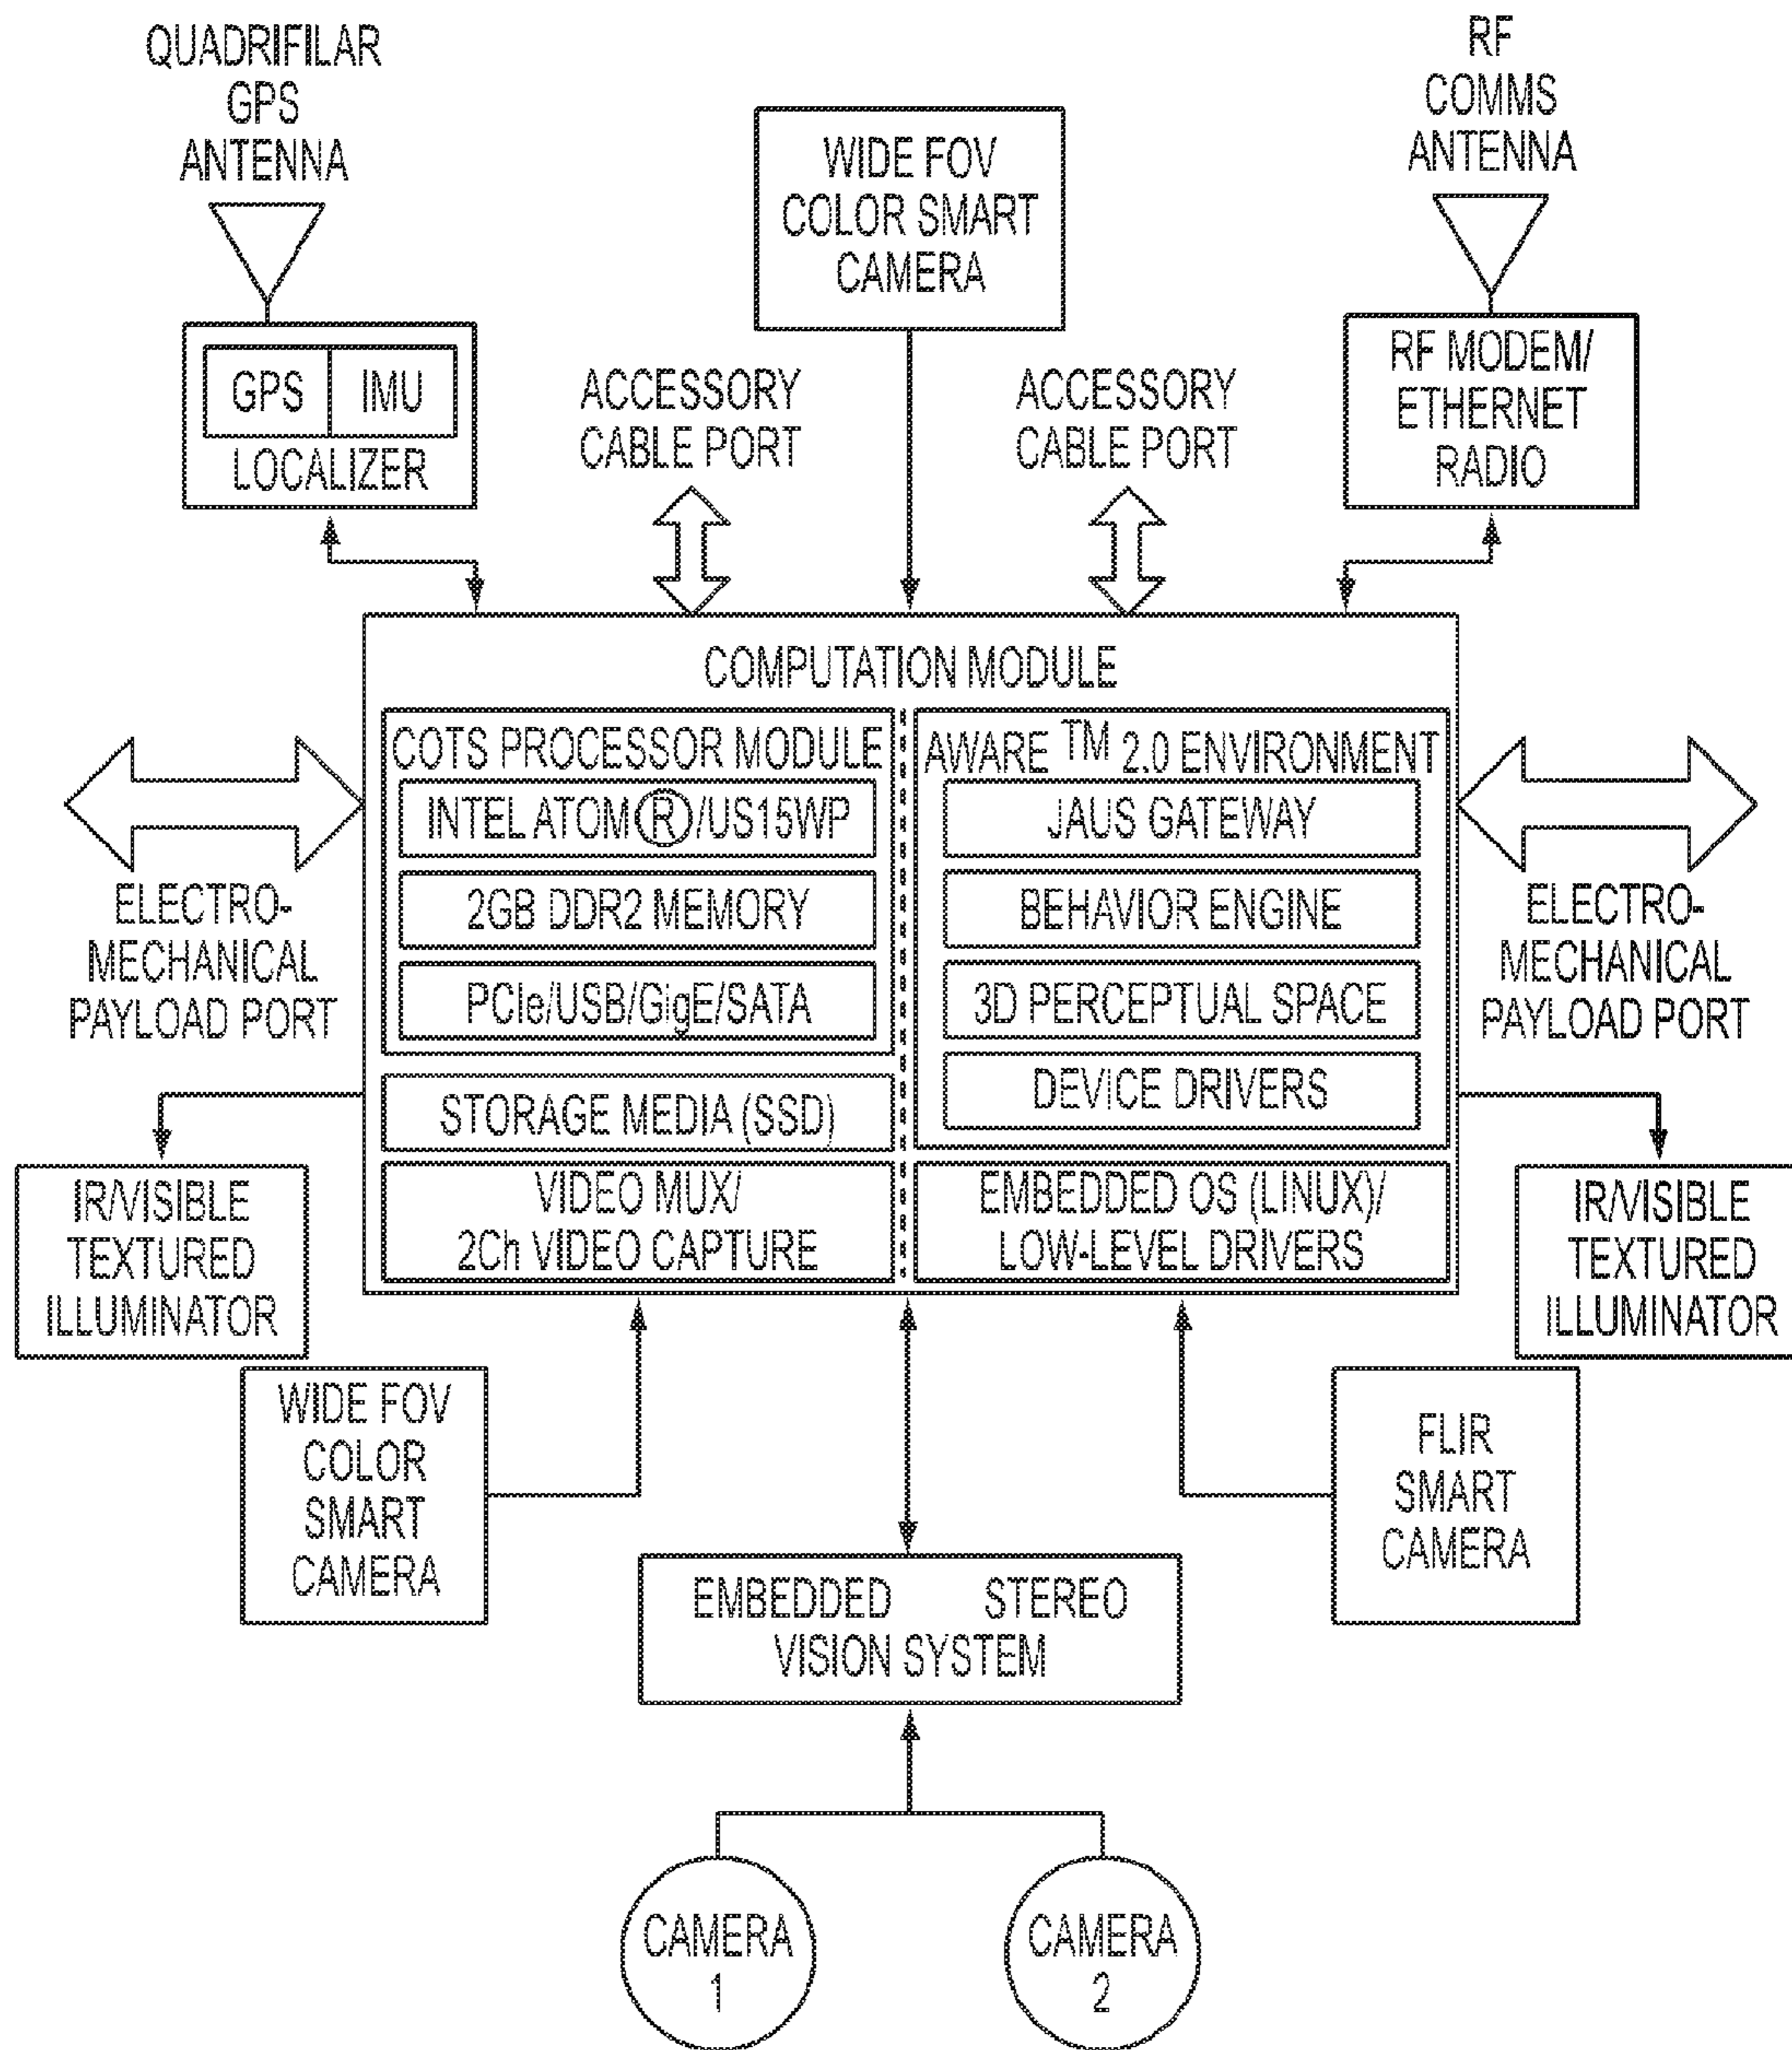 QUADRIFILAR
GPS
ANTENNA
RF
COMMS
ANTENNA
WIDE FOV
COLOR SMART
CAMERA
GPS
IMU
LOCALIZER
ACCESSORY
CABLE PORT
ACCESSORY
CABLE PORT
RF MODEM/
ETHERNET
RADIO
COMPUTATION MODULE
COTS PROCESSOR MODULE
INTEL ATOM®/US15WP
2GB DDR2 MEMORY
PCIe/USB/GigE/SATA
STORAGE MEDIA (SSD)
VIDEO MUX/
2Ch VIDEO CAPTURE
AWARE™ 2.0 ENVIRONMENT
JAUS GATEWAY
BEHAVIOR ENGINE
3D PERCEPTUAL SPACE
DEVICE DRIVERS
EMBEDDED OS (LINUX)/
LOW-LEVEL DRIVERS
ELECTRO-
MECHANICAL
PAYLOAD PORT
ELECTRO-
MECHANICAL
PAYLOAD PORT
IR/VISIBLE
TEXTURED
ILLUMINATOR
IR/VISIBLE
TEXTURED
ILLUMINATOR
WIDE FOV
COLOR
SMART
CAMERA
FLIR
SMART
CAMERA
EMBEDDED STEREO
VISION SYSTEM
CAMERA
1
CAMERA
2